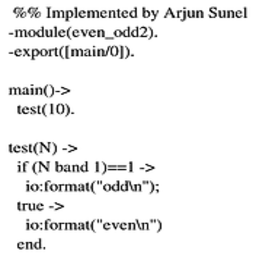 %% Implemented by Arjun Sunel
-module(even_odd2).
-export([main/0]).
main()->
test(10).
test(N) ->
if (N band 1)==1 ->
io:format("odd\n");
true ->
io:format("even\n")
end.